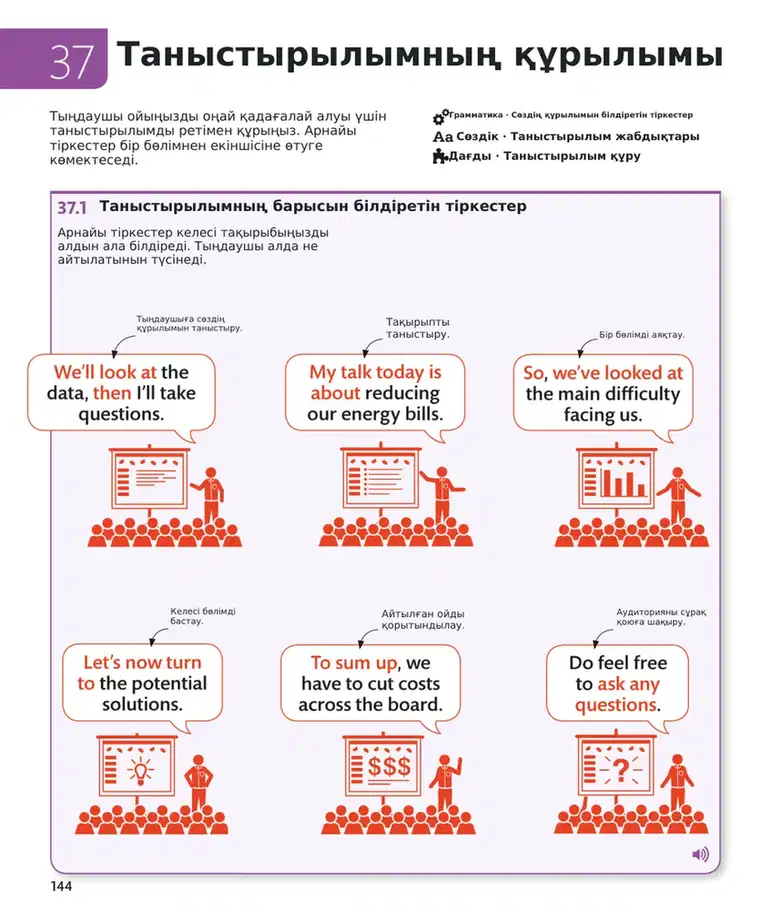 37
Таныстырылымның құрылымы
Тыңдаушы ойыңызды оңай қадағалай алуы үшін
таныстырылымды ретімен құрыңыз. Арнайы
тіркестер бір бөлімнен екіншісіне өтуге
көмектеседі.
Грамматика · Сөздің құрылымын білдіретін тіркестер
Aa Сөздік · Таныстырылым жабдықтары
Дағды · Таныстырылым құру
37.1 Таныстырылымның барысын білдіретін тіркестер
Арнайы тіркестер келесі тақырыбыңызды
алдын ала білдіреді. Тыңдаушы алда не
айтылатынын түсінеді.
Тыңдаушыға сөздің
құрылымын таныстыру.
We'll look at the
data, then I'll take
questions.
Тақырыпты
таныстыру.
My talk today is
about reducing
our energy bills.
Бір бөлімді аяқтау.
So, we've looked at
the main difficulty
facing us.
Келесі бөлімді
бастау.
Let's now turn
to the potential
solutions.
Айтылған ойды
қорытындылау.
To sum up, we
have to cut costs
across the board.
$$$
Аудиторияны сұрақ
қоюға шақыру.
Do feel free
to ask any
questions.
?
144